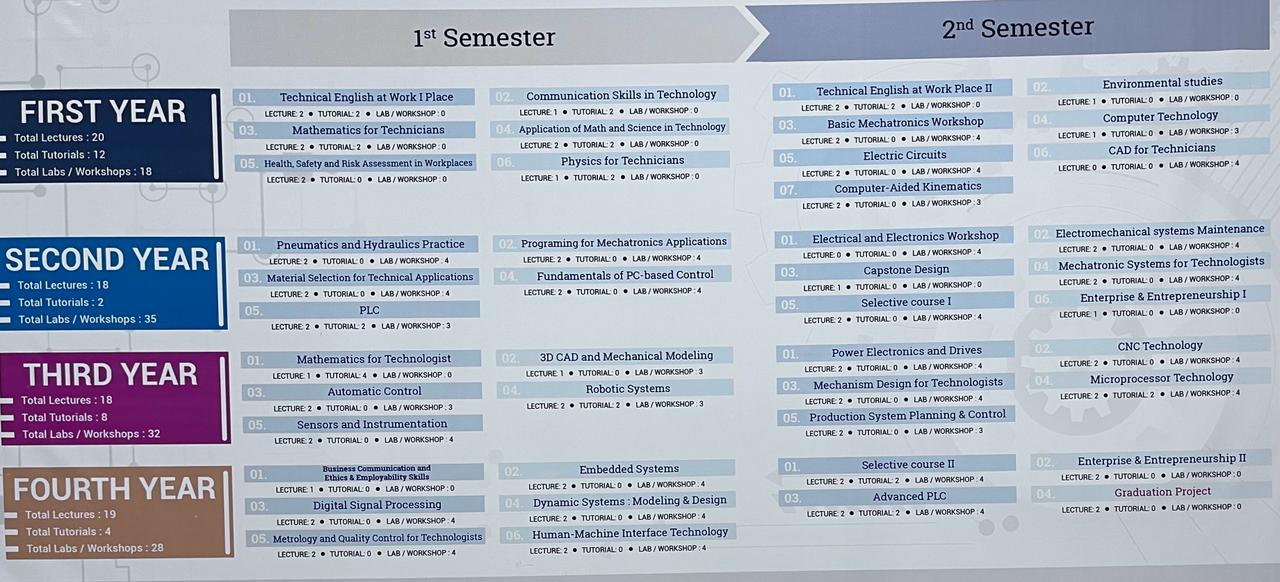 1st Semester
2nd Semester
FIRST YEAR
Total Lectures : 20
Total Tutorials : 12
Total Labs / Workshops : 18
01. Technical English at Work I Place
LECTURE: 2 • TUTORIAL: 2 • LAB / WORKSHOP : 0
02. Communication Skills in Technology
LECTURE: 1 • TUTORIAL: 2 • LAB / WORKSHOP : 0
03. Mathematics for Technicians
LECTURE: 2 • TUTORIAL: 2 • LAB / WORKSHOP : 0
04. Application of Math and Science in Technology
LECTURE: 2 • TUTORIAL: 2 • LAB / WORKSHOP : 0
05. Health, Safety and Risk Assessment in Workplaces
LECTURE: 2 • TUTORIAL: 0 • LAB / WORKSHOP : 0
06. Physics for Technicians
LECTURE: 1 • TUTORIAL: 2 • LAB / WORKSHOP : 0
01. Technical English at Work Place II
LECTURE: 2 • TUTORIAL: 2 • LAB / WORKSHOP : 0
02. Environmental studies
LECTURE: 1 • TUTORIAL: 0 • LAB / WORKSHOP : 0
03. Basic Mechatronics Workshop
LECTURE: 2 • TUTORIAL: 0 • LAB / WORKSHOP : 4
04. Computer Technology
LECTURE: 1 • TUTORIAL: 0 • LAB / WORKSHOP : 3
05. Electric Circuits
LECTURE: 2 • TUTORIAL: 0 • LAB / WORKSHOP : 4
06. CAD for Technicians
LECTURE: 0 • TUTORIAL: 0 • LAB / WORKSHOP : 4
07. Computer-Aided Kinematics
LECTURE: 2 • TUTORIAL: 0 • LAB / WORKSHOP : 3
SECOND YEAR
Total Lectures : 18
Total Tutorials : 2
Total Labs / Workshops : 35
01. Pneumatics and Hydraulics Practice
LECTURE: 2 • TUTORIAL: 0 • LAB / WORKSHOP : 4
02. Programing for Mechatronics Applications
LECTURE: 2 • TUTORIAL: 0 • LAB / WORKSHOP : 4
03. Material Selection for Technical Applications
LECTURE: 2 • TUTORIAL: 0 • LAB / WORKSHOP : 4
04. Fundamentals of PC-based Control
LECTURE: 2 • TUTORIAL: 0 • LAB / WORKSHOP : 4
05. PLC
LECTURE: 2 • TUTORIAL: 2 • LAB / WORKSHOP : 3
01. Electrical and Electronics Workshop
LECTURE: 0 • TUTORIAL: 0 • LAB / WORKSHOP : 4
02. Electromechanical systems Maintenance
LECTURE: 2 • TUTORIAL: 0 • LAB / WORKSHOP : 4
03. Capstone Design
LECTURE: 1 • TUTORIAL: 0 • LAB / WORKSHOP : 0
04. Mechatronic Systems for Technologists
LECTURE: 2 • TUTORIAL: 0 • LAB / WORKSHOP : 4
05. Selective course I
LECTURE: 2 • TUTORIAL: 0 • LAB / WORKSHOP : 4
06. Enterprise & Entrepreneurship I
LECTURE: 1 • TUTORIAL: 0 • LAB / WORKSHOP : 0
THIRD YEAR
Total Lectures : 18
Total Tutorials : 8
Total Labs / Workshops : 32
01. Mathematics for Technologist
LECTURE: 1 • TUTORIAL: 4 • LAB / WORKSHOP : 0
02. 3D CAD and Mechanical Modeling
LECTURE: 1 • TUTORIAL: 0 • LAB / WORKSHOP : 3
03. Automatic Control
LECTURE: 2 • TUTORIAL: 0 • LAB / WORKSHOP : 3
04. Robotic Systems
LECTURE: 2 • TUTORIAL: 2 • LAB / WORKSHOP : 3
05. Sensors and Instrumentation
LECTURE: 2 • TUTORIAL: 0 • LAB / WORKSHOP : 4
01. Power Electronics and Drives
LECTURE: 2 • TUTORIAL: 0 • LAB / WORKSHOP : 4
02. CNC Technology
LECTURE: 2 • TUTORIAL: 0 • LAB / WORKSHOP : 4
03. Mechanism Design for Technologists
LECTURE: 2 • TUTORIAL: 0 • LAB / WORKSHOP : 4
04. Microprocessor Technology
LECTURE: 2 • TUTORIAL: 2 • LAB / WORKSHOP : 4
05. Production System Planning & Control
LECTURE: 2 • TUTORIAL: 0 • LAB / WORKSHOP : 3
FOURTH YEAR
Total Lectures : 19
Total Tutorials : 4
Total Labs / Workshops : 28
01. Business Communication and
Ethics & Employability Skills
LECTURE: 1 • TUTORIAL: 0 • LAB / WORKSHOP : 0
02. Embedded Systems
LECTURE: 2 • TUTORIAL: 0 • LAB / WORKSHOP : 4
03. Digital Signal Processing
LECTURE: 2 • TUTORIAL: 0 • LAB / WORKSHOP : 4
04. Dynamic Systems : Modeling & Design
LECTURE: 2 • TUTORIAL: 0 • LAB / WORKSHOP : 4
05. Metrology and Quality Control for Technologists
LECTURE: 2 • TUTORIAL: 0 • LAB / WORKSHOP : 4
06. Human-Machine Interface Technology
LECTURE: 2 • TUTORIAL: 0 • LAB / WORKSHOP : 4
01. Selective course II
LECTURE: 2 • TUTORIAL: 2 • LAB / WORKSHOP : 4
02. Enterprise & Entrepreneurship II
LECTURE: 2 • TUTORIAL: 0 • LAB / WORKSHOP : 0
03. Advanced PLC
LECTURE: 2 • TUTORIAL: 2 • LAB / WORKSHOP : 4
04. Graduation Project
LECTURE: 2 • TUTORIAL: 0 • LAB / WORKSHOP : 0